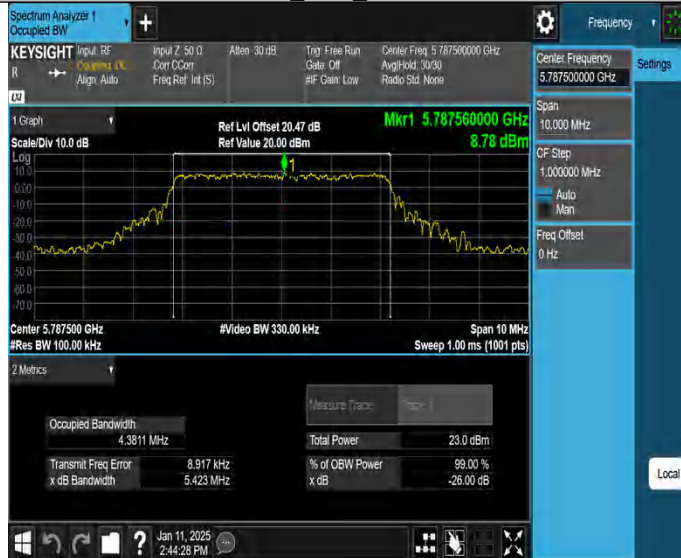 Spectrum Analyzer 1
Occupied BW
+
Frequency
KEYSIGHT
R
Input: RF
Coupling: DC
Align: Auto
Input Z: 50 Ω
Corr CCorr
Freq Ref: Int (S)
Atten: 30 dB
Trig: Free Run
Gate: Off
#IF Gain: Low
Center Freq: 5.787500000 GHz
Avg|Hold: 30/30
Radio Std: None
LXI
Center Frequency
5.787500000 GHz
Settings
Span
10.000 MHz
CF Step
1.000000 MHz
Auto
Man
Freq Offset
0 Hz
1 Graph
Scale/Div 10.0 dB
Ref Lvl Offset 20.47 dB
Ref Value 20.00 dBm
Mkr1 5.787560000 GHz
8.78 dBm
Log
10.0
0.00
-10.0
-20.0
-30.0
-40.0
-50.0
-60.0
-70.0
1
Center 5.787500 GHz
#Res BW 100.00 kHz
#Video BW 330.00 kHz
Span 10 MHz
Sweep 1.00 ms (1001 pts)
2 Metrics
Measure Trace
Trace 1
Occupied Bandwidth
4.3811 MHz
Total Power 23.0 dBm
Transmit Freq Error 8.917 kHz
% of OBW Power 99.00 %
x dB Bandwidth 5.423 MHz
x dB -26.00 dB
Local
?
Jan 11, 2025
2:44:28 PM